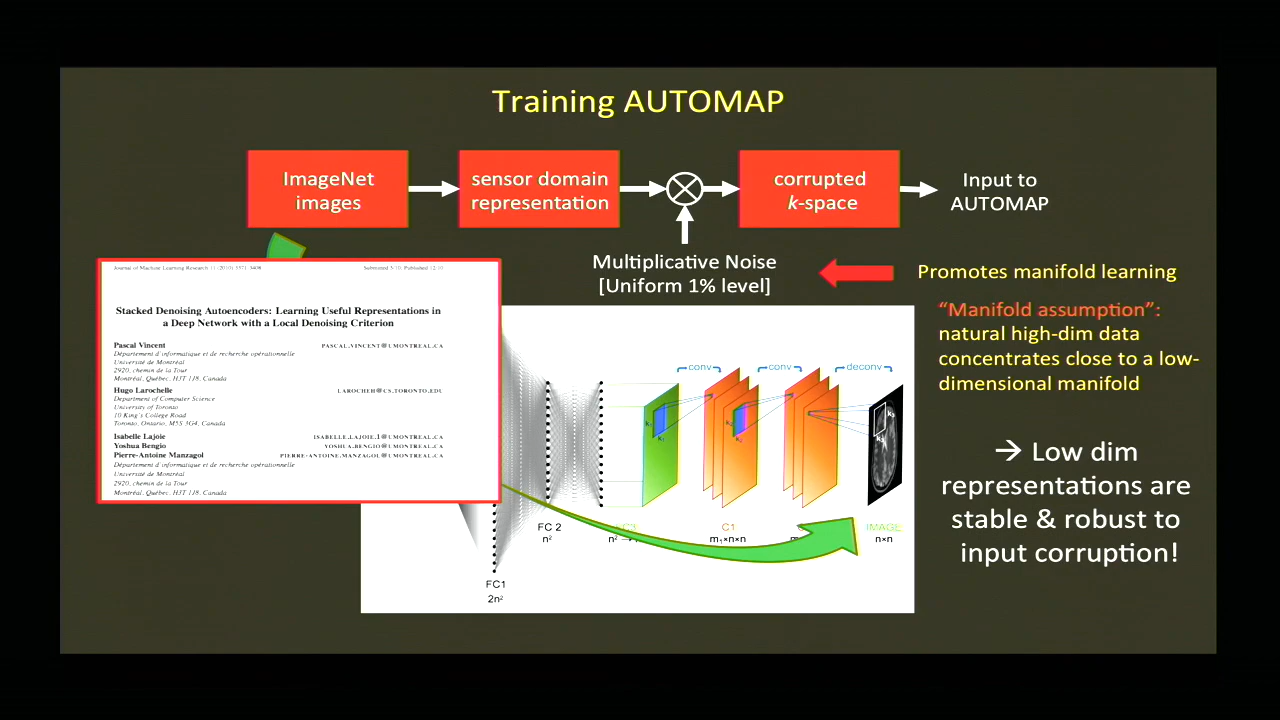 Training AUTOMAP
ImageNet
images
sensor domain
representation
corrupted
k-space
Input to
AUTOMAP
Multiplicative Noise
[Uniform 1% level]
Promotes manifold learning
“Manifold assumption”:
natural high-dim data
concentrates close to a low-
dimensional manifold
→ Low dim
representations are
stable & robust to
input corruption!
Journal of Machine Learning Research 11 (2010) 3371-3408
Submitted 5/10; Published 12/10
Stacked Denoising Autoencoders: Learning Useful Representations in
a Deep Network with a Local Denoising Criterion
Pascal Vincent
PASCAL.VINCENT@UMONTREAL.CA
Département d'informatique et de recherche opérationnelle
Université de Montréal
2920, chemin de la Tour
Montréal, Québec, H3T 1J8, Canada
Hugo Larochelle
LAROCHEH@CS.TORONTO.EDU
Department of Computer Science
University of Toronto
10 King's College Road
Toronto, Ontario, M5S 3G4, Canada
Isabelle Lajoie
ISABELLE.LAJOIE.1@UMONTREAL.CA
Yoshua Bengio
YOSHUA.BENGIO@UMONTREAL.CA
Pierre-Antoine Manzagol
PIERRE-ANTOINE.MANZAGOL@UMONTREAL.CA
Département d'informatique et de recherche opérationnelle
Université de Montréal
2920, chemin de la Tour
Montréal, Québec, H3T 1J8, Canada
conv
conv
deconv
FC1
2n²
FC 2
n²
C1
m₁×n×n
IMAGE
n×n